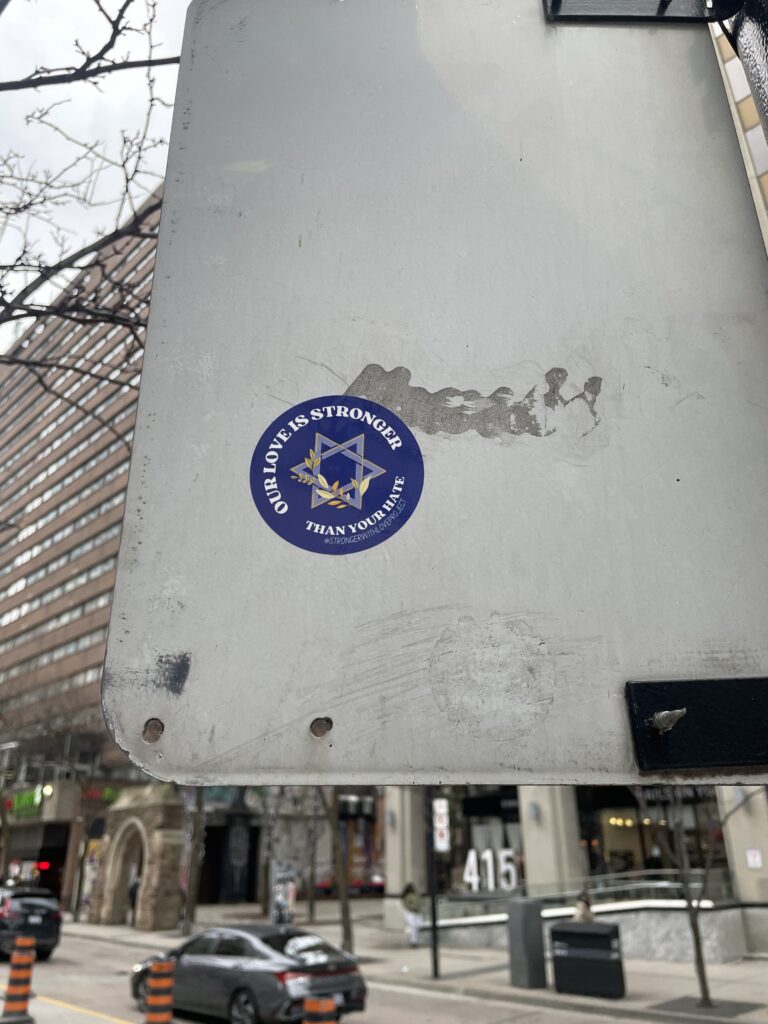 OUR LOVE IS STRONGER
THAN YOUR HATE
@STRONGERWITHLOVEPROJECT
415